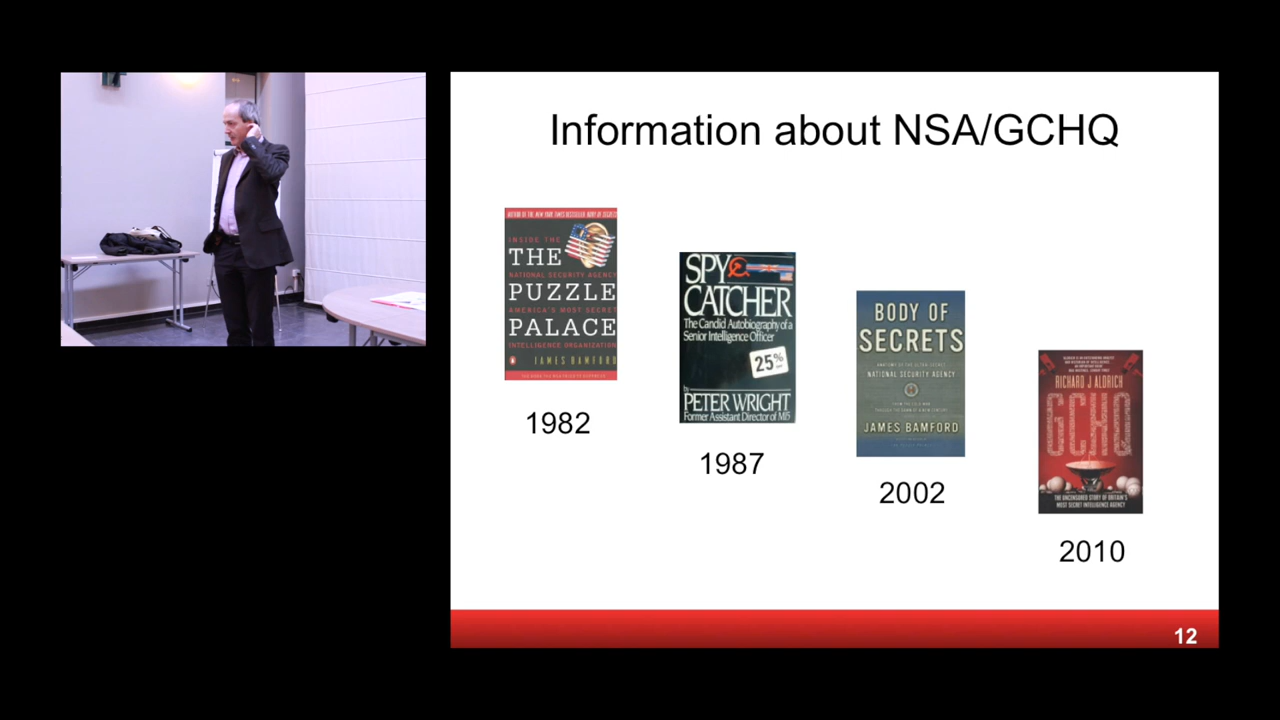 Information about NSA/GCHQ
AUTHOR OF THE NEW YORK TIMES BESTSELLER BODY OF SECRETS
INSIDE THE
THE
NATIONAL SECURITY AGENCY
PUZZLE
AMERICA'S MOST SECRET
PALACE
INTELLIGENCE ORGANIZATION
JAMES BAMFORD
1982
SPY
CATCHER
The Candid Autobiography of a
Senior Intelligence Officer
25%
by
PETER WRIGHT
Former Assistant Director of MI5
1987
BODY OF
SECRETS
ANATOMY OF THE ULTRA-SECRET
NATIONAL SECURITY AGENCY
JAMES BAMFORD
2002
RICHARD J ALDRICH
GCHQ
THE UNCENSORED STORY OF BRITAIN'S
MOST SECRET INTELLIGENCE AGENCY
2010
12